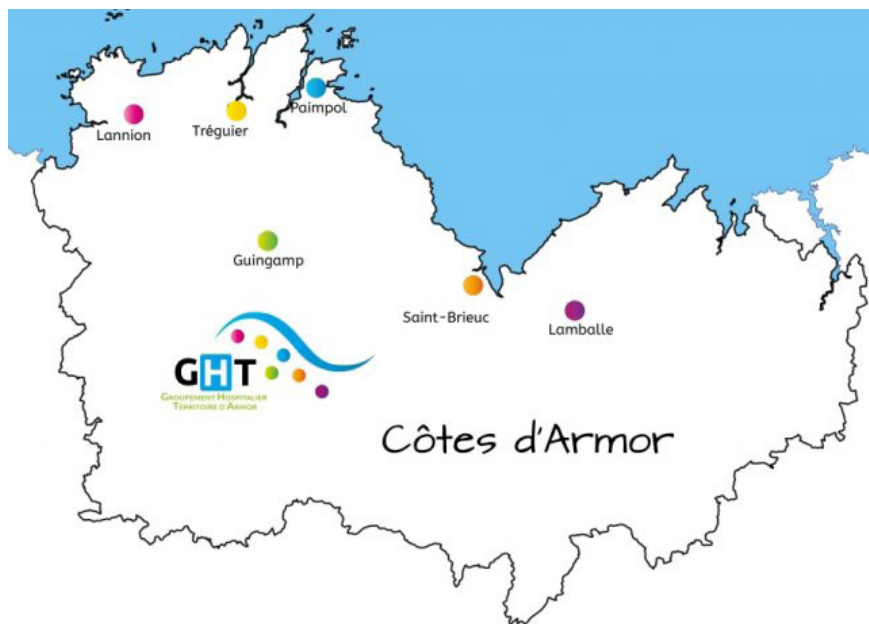 Paimpol
Lannion
Tréguier
Guingamp
Saint-Brieuc
Lamballe
GHT
Groupement Hospitalier
Territoire d'Armor
Côtes d'Armor